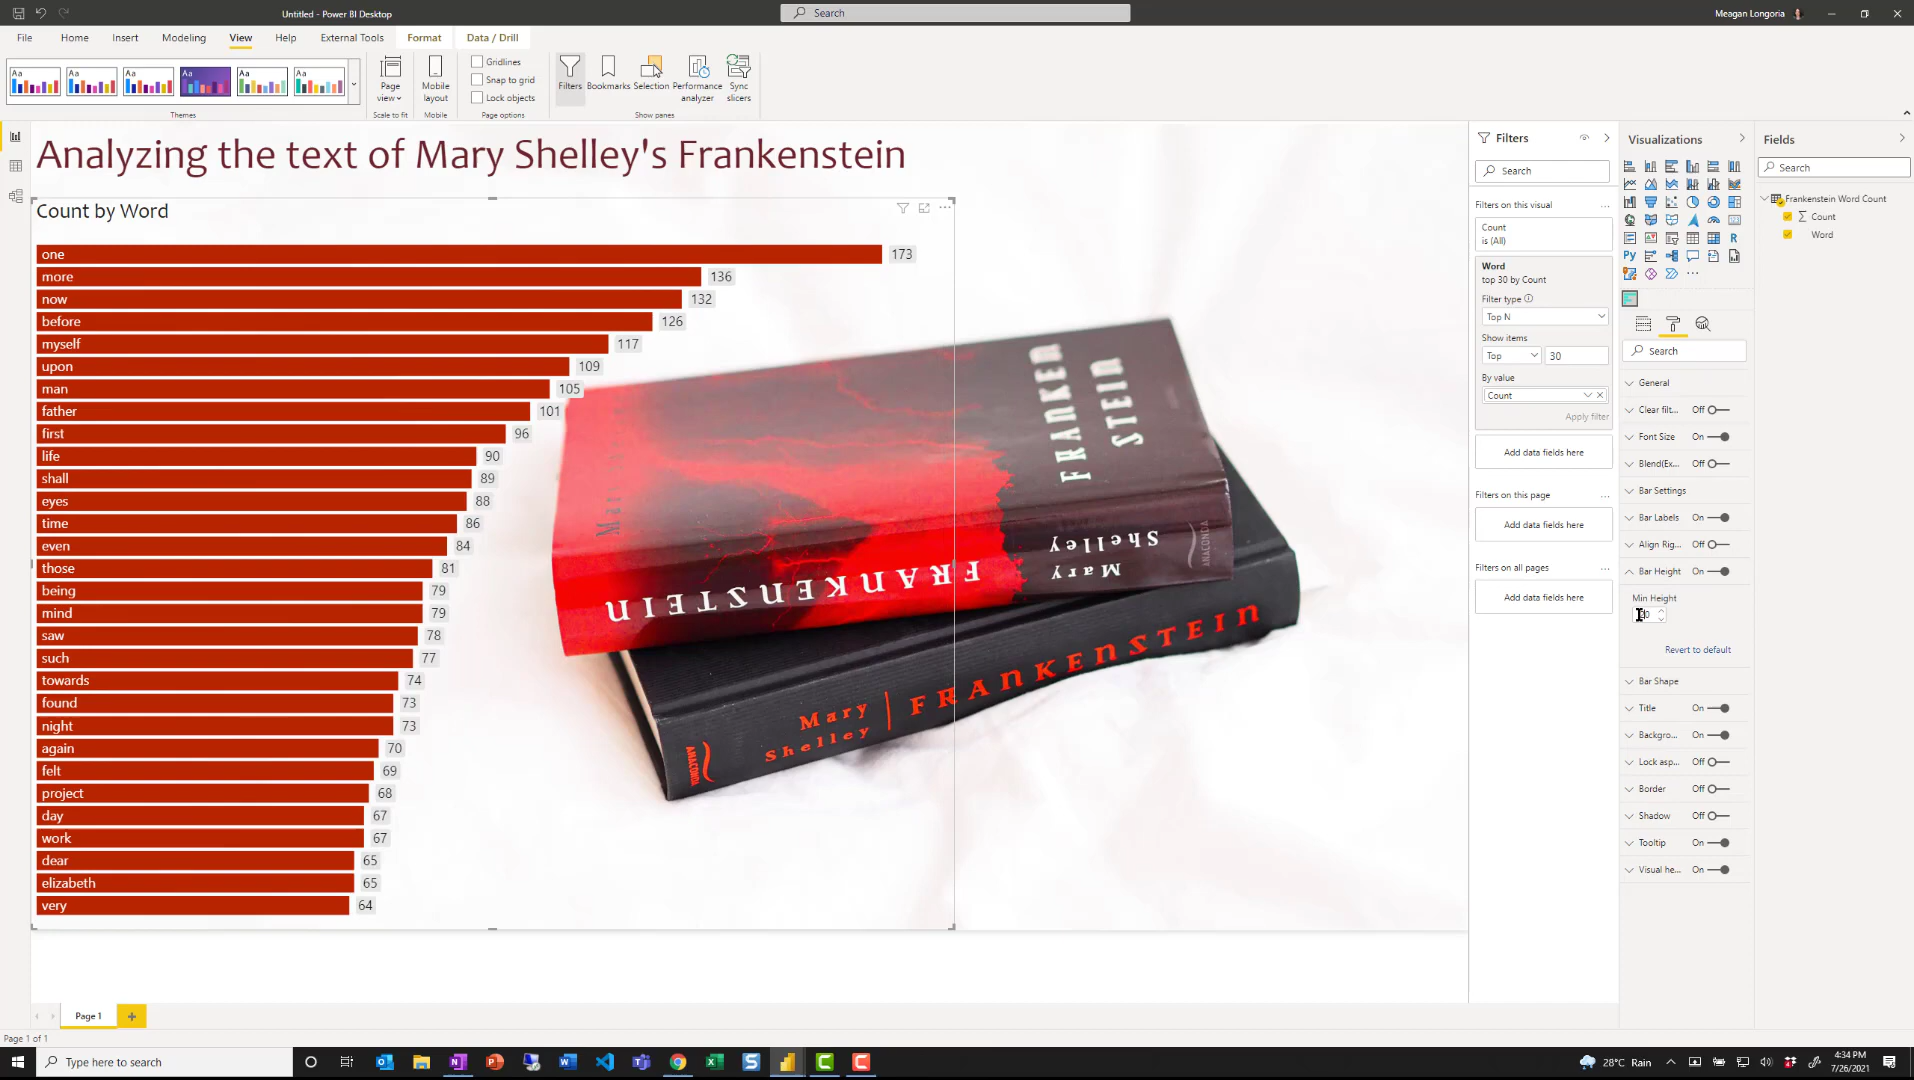 Untitled - Power BI Desktop
Search
Meagan Longoria
File
Home
Insert
Modeling
View
Help
External Tools
Format
Data / Drill
Aa
Aa
Aa
Aa
Aa
Aa
Themes
Page view
Scale to fit
Mobile layout
Mobile
Gridlines
Snap to grid
Lock objects
Page options
Filters
Bookmarks
Selection
Performance analyzer
Sync slicers
Show panes
Analyzing the text of Mary Shelley's Frankenstein
Count by Word
one 173
more 136
now 132
before 126
myself 117
upon 109
man 105
father 101
first 96
life 90
shall 89
eyes 88
time 86
even 84
those 81
being 79
mind 79
saw 78
such 77
towards 74
found 73
night 73
again 70
felt 69
project 68
day 67
work 67
dear 65
elizabeth 65
very 64
FRANKEN
STEIN
Mary
Shelley
ANACONDA
FRANKENSTEIN
Mary
Shelley
FRANKENSTEIN
ANACONDA
Filters
Search
Filters on this visual
Count
is (All)
Word
top 30 by Count
Filter type
Top N
Show items
Top
30
By value
Count
Apply filter
Add data fields here
Filters on this page
Add data fields here
Filters on all pages
Add data fields here
Visualizations
R
Py
Search
General
Clear filt... Off
Font Size On
Blend(Ex... Off
Bar Settings
Bar Labels On
Align Rig... Off
Bar Height On
Min Height
Revert to default
Bar Shape
Title On
Backgro... On
Lock asp... Off
Border Off
Shadow Off
Tooltip On
Visual he... On
Fields
Search
Frankenstein Word Count
Count
Word
Page 1
Page 1 of 1
Type here to search
28°C Rain
4:34 PM
7/26/2021